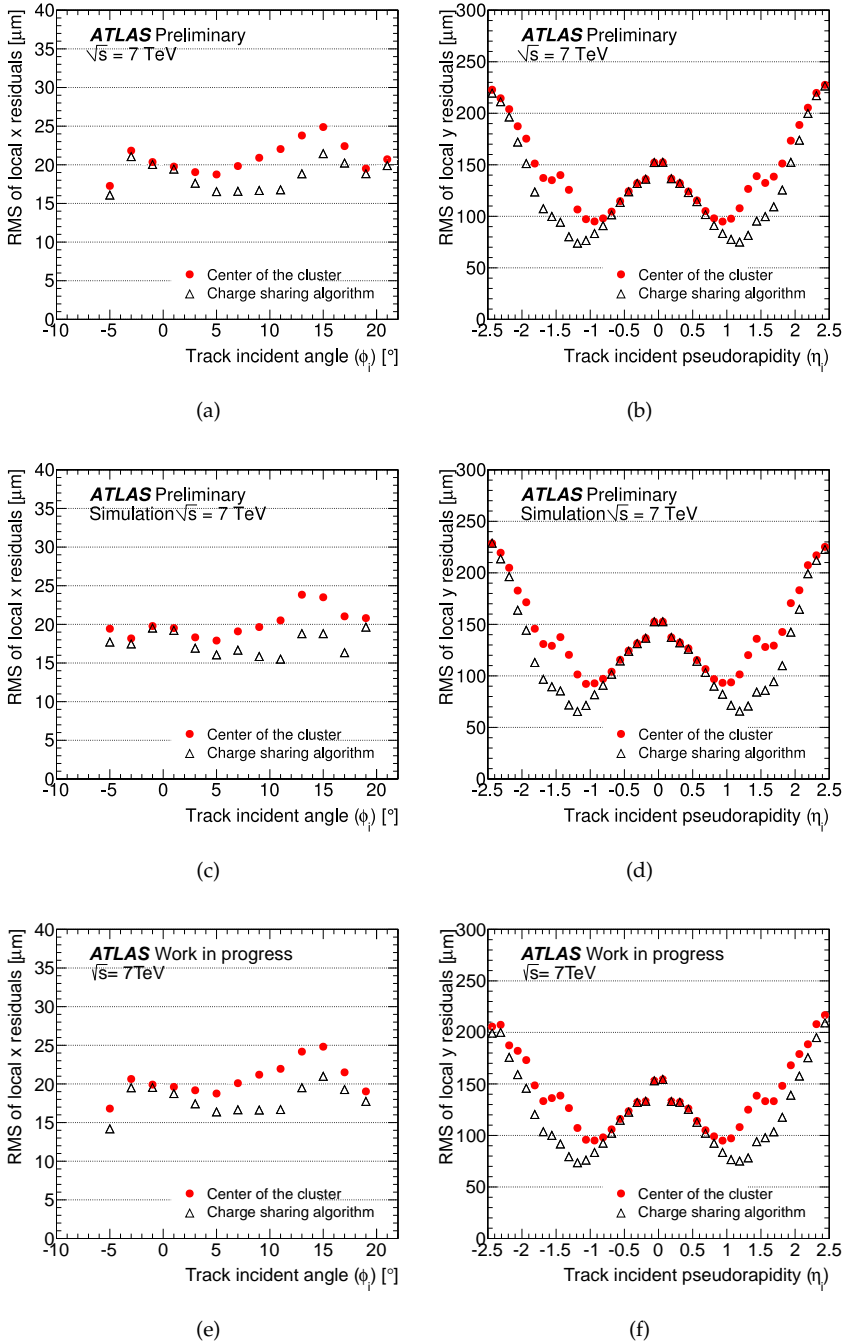 RMS of local x residuals [μm]
40
35
30
25
20
15
10
5
0
ATLAS Preliminary
√s = 7 TeV
Center of the cluster
Charge sharing algorithm
-10 -5 0 5 10 15 20
Track incident angle (ϕi) [°]
(a)
RMS of local y residuals [μm]
300
250
200
150
100
50
0
ATLAS Preliminary
√s = 7 TeV
Center of the cluster
Charge sharing algorithm
-2.5 -2 -1.5 -1 -0.5 0 0.5 1 1.5 2 2.5
Track incident pseudorapidity (ηi)
(b)
RMS of local x residuals [μm]
40
35
30
25
20
15
10
5
0
ATLAS Preliminary
Simulation √s = 7 TeV
Center of the cluster
Charge sharing algorithm
-10 -5 0 5 10 15 20
Track incident angle (ϕi) [°]
(c)
RMS of local y residuals [μm]
300
250
200
150
100
50
0
ATLAS Preliminary
Simulation √s = 7 TeV
Center of the cluster
Charge sharing algorithm
-2.5 -2 -1.5 -1 -0.5 0 0.5 1 1.5 2 2.5
Track incident pseudorapidity (ηi)
(d)
RMS of local x residuals [μm]
40
35
30
25
20
15
10
5
0
ATLAS Work in progress
√s= 7TeV
Center of the cluster
Charge sharing algorithm
-10 -5 0 5 10 15 20
Track incident angle (ϕi) [°]
(e)
RMS of local y residuals [μm]
300
250
200
150
100
50
0
ATLAS Work in progress
√s= 7TeV
Center of the cluster
Charge sharing algorithm
-2.5 -2 -1.5 -1 -0.5 0 0.5 1 1.5 2 2.5
Track incident pseudorapidity (ηi)
(f)